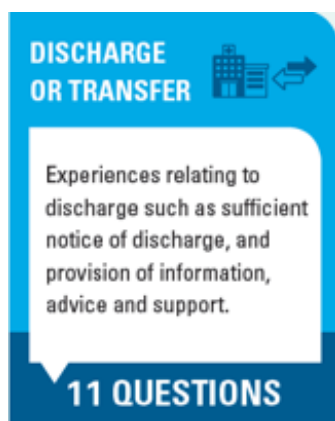 DISCHARGE
OR TRANSFER
Experiences relating to
discharge such as sufficient
notice of discharge, and
provision of information,
advice and support.
11 QUESTIONS